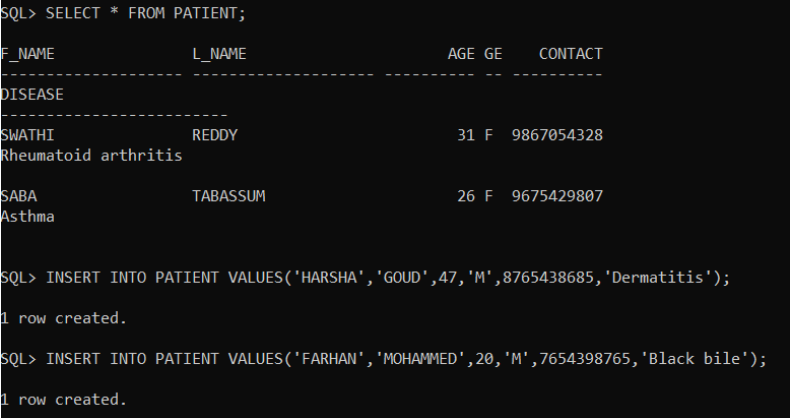 SQL> SELECT * FROM PATIENT;
F_NAME L_NAME AGE GE CONTACT
-------------------- -------------------- ---------- -- ----------
DISEASE
-------------------------
SWATHI REDDY 31 F 9867054328
Rheumatoid arthritis
SABA TABASSUM 26 F 9675429807
Asthma
SQL> INSERT INTO PATIENT VALUES('HARSHA','GOUD',47,'M',8765438685,'Dermatitis');
1 row created.
SQL> INSERT INTO PATIENT VALUES('FARHAN','MOHAMMED',20,'M',7654398765,'Black bile');
1 row created.